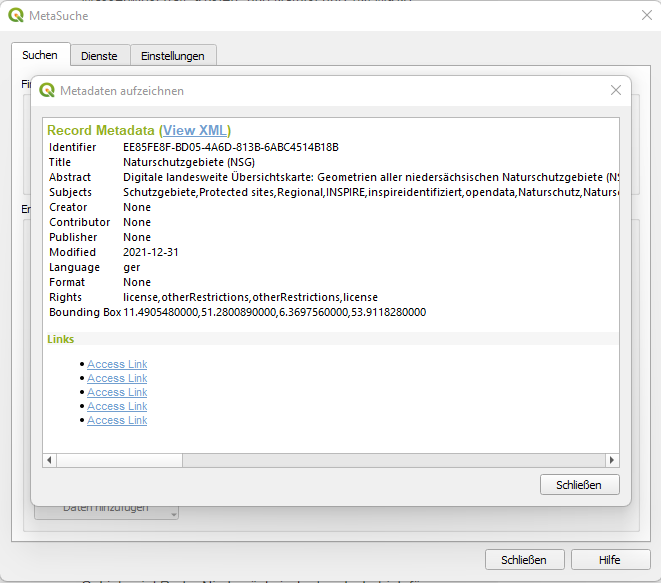 MetaSuche
Suchen Dienste Einstellungen
Metadaten aufzeichnen
Record Metadata (View XML)
Identifier EE85FE8F-BD05-4A6D-813B-6ABC4514B18B
Title Naturschutzgebiete (NSG)
Abstract Digitale landesweite Übersichtskarte: Geometrien aller niedersächsischen Naturschutzgebiete (NS
Subjects Schutzgebiete,Protected sites,Regional,INSPIRE,inspireidentifiziert,opendata,Naturschutz,Naturs
Creator None
Contributor None
Publisher None
Modified 2021-12-31
Language ger
Format None
Rights license,otherRestrictions,otherRestrictions,license
Bounding Box 11.4905480000,51.2800890000,6.3697560000,53.9118280000
Links
• Access Link
• Access Link
• Access Link
• Access Link
• Access Link
Schließen
Daten hinzufügen
Schließen Hilfe